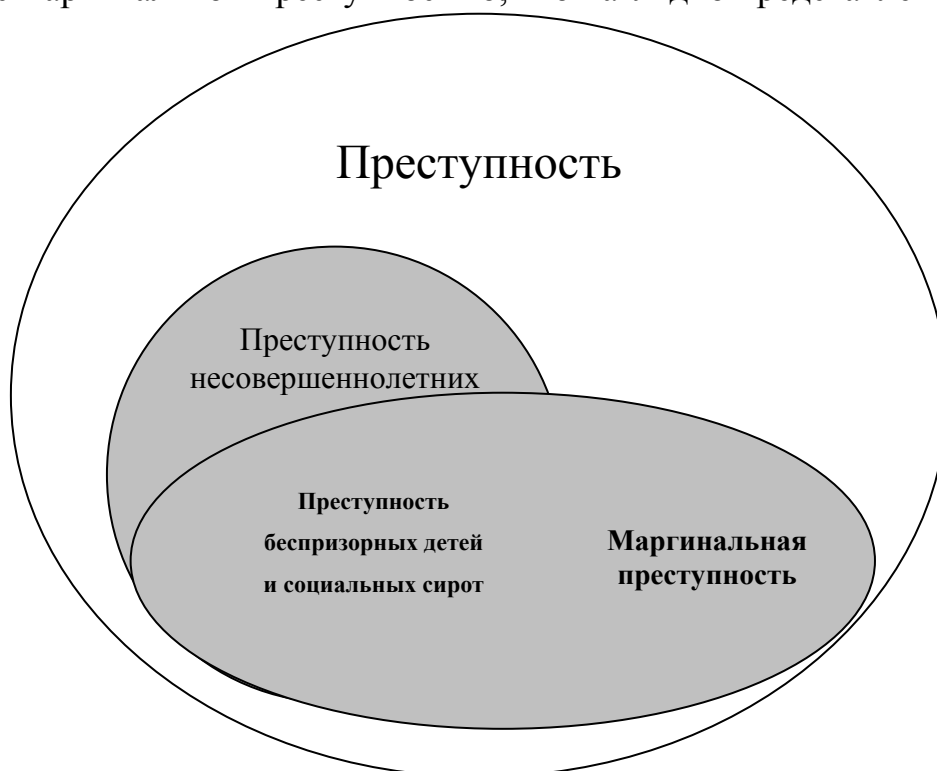 Преступность
Преступность
несовершеннолетних
Преступность
беспризорных детей
и социальных сирот
Маргинальная
преступность